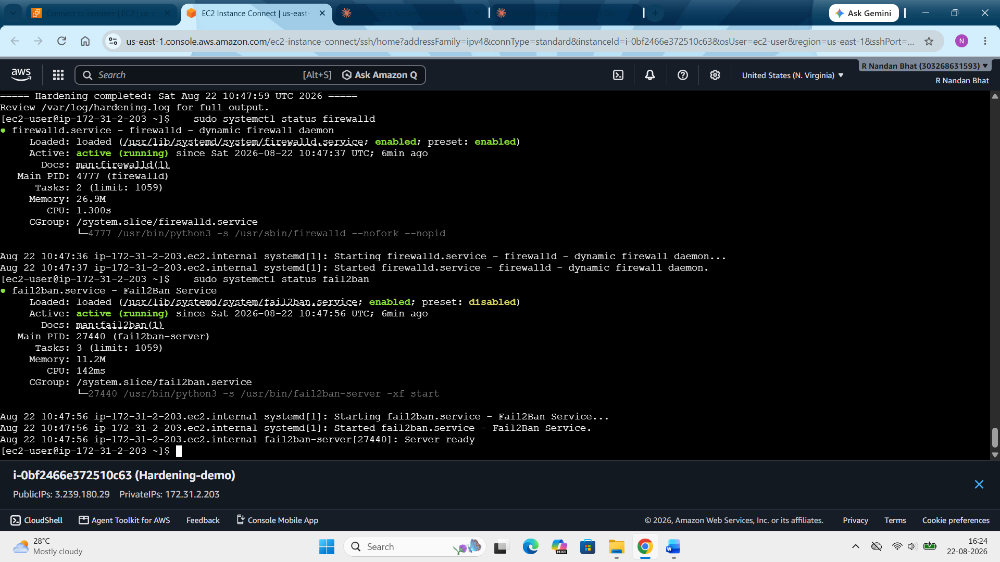 Connect to instance | EC2 | us-e
EC2 Instance Connect | us-east-
Ask Gemini
us-east-1.console.aws.amazon.com/ec2-instance-connect/ssh/home?addressFamily=ipv4&connType=standard&instanceId=i-0bf2466e372510c63&osUser=ec2-user&region=us-east-1&sshPort=...
N
aws
Search
[Alt+S]
Ask Amazon Q
United States (N. Virginia)
R Nandan Bhat (303268631593)
R Nandan Bhat
===== Hardening completed: Sat Aug 22 10:47:59 UTC 2026 =====
Review /var/log/hardening.log for full output.
[ec2-user@ip-172-31-2-203 ~]$    sudo systemctl status firewalld
● firewalld.service - firewalld - dynamic firewall daemon
     Loaded: loaded (/usr/lib/systemd/system/firewalld.service; enabled; preset: enabled)
     Active: active (running) since Sat 2026-08-22 10:47:37 UTC; 6min ago
       Docs: man:firewalld(1)
   Main PID: 4777 (firewalld)
      Tasks: 2 (limit: 1059)
     Memory: 26.9M
        CPU: 1.300s
     CGroup: /system.slice/firewalld.service
             └─4777 /usr/bin/python3 -s /usr/sbin/firewalld --nofork --nopid
Aug 22 10:47:36 ip-172-31-2-203.ec2.internal systemd[1]: Starting firewalld.service - firewalld - dynamic firewall daemon...
Aug 22 10:47:37 ip-172-31-2-203.ec2.internal systemd[1]: Started firewalld.service - firewalld - dynamic firewall daemon.
[ec2-user@ip-172-31-2-203 ~]$    sudo systemctl status fail2ban
● fail2ban.service - Fail2Ban Service
     Loaded: loaded (/usr/lib/systemd/system/fail2ban.service; enabled; preset: disabled)
     Active: active (running) since Sat 2026-08-22 10:47:56 UTC; 6min ago
       Docs: man:fail2ban(1)
   Main PID: 27440 (fail2ban-server)
      Tasks: 3 (limit: 1059)
     Memory: 11.2M
        CPU: 142ms
     CGroup: /system.slice/fail2ban.service
             └─27440 /usr/bin/python3 -s /usr/bin/fail2ban-server -xf start
Aug 22 10:47:56 ip-172-31-2-203.ec2.internal systemd[1]: Starting fail2ban.service - Fail2Ban Service...
Aug 22 10:47:56 ip-172-31-2-203.ec2.internal systemd[1]: Started fail2ban.service - Fail2Ban Service.
Aug 22 10:47:56 ip-172-31-2-203.ec2.internal fail2ban-server[27440]: Server ready
[ec2-user@ip-172-31-2-203 ~]$
i-0bf2466e372510c63 (Hardening-demo)
PublicIPs: 3.239.180.29    PrivateIPs: 172.31.2.203
CloudShell
Agent Toolkit for AWS
Feedback
Console Mobile App
© 2026, Amazon Web Services, Inc. or its affiliates.
Privacy
Terms
Cookie preferences
28°C
Mostly cloudy
Search
M365
W
16:24
22-08-2026